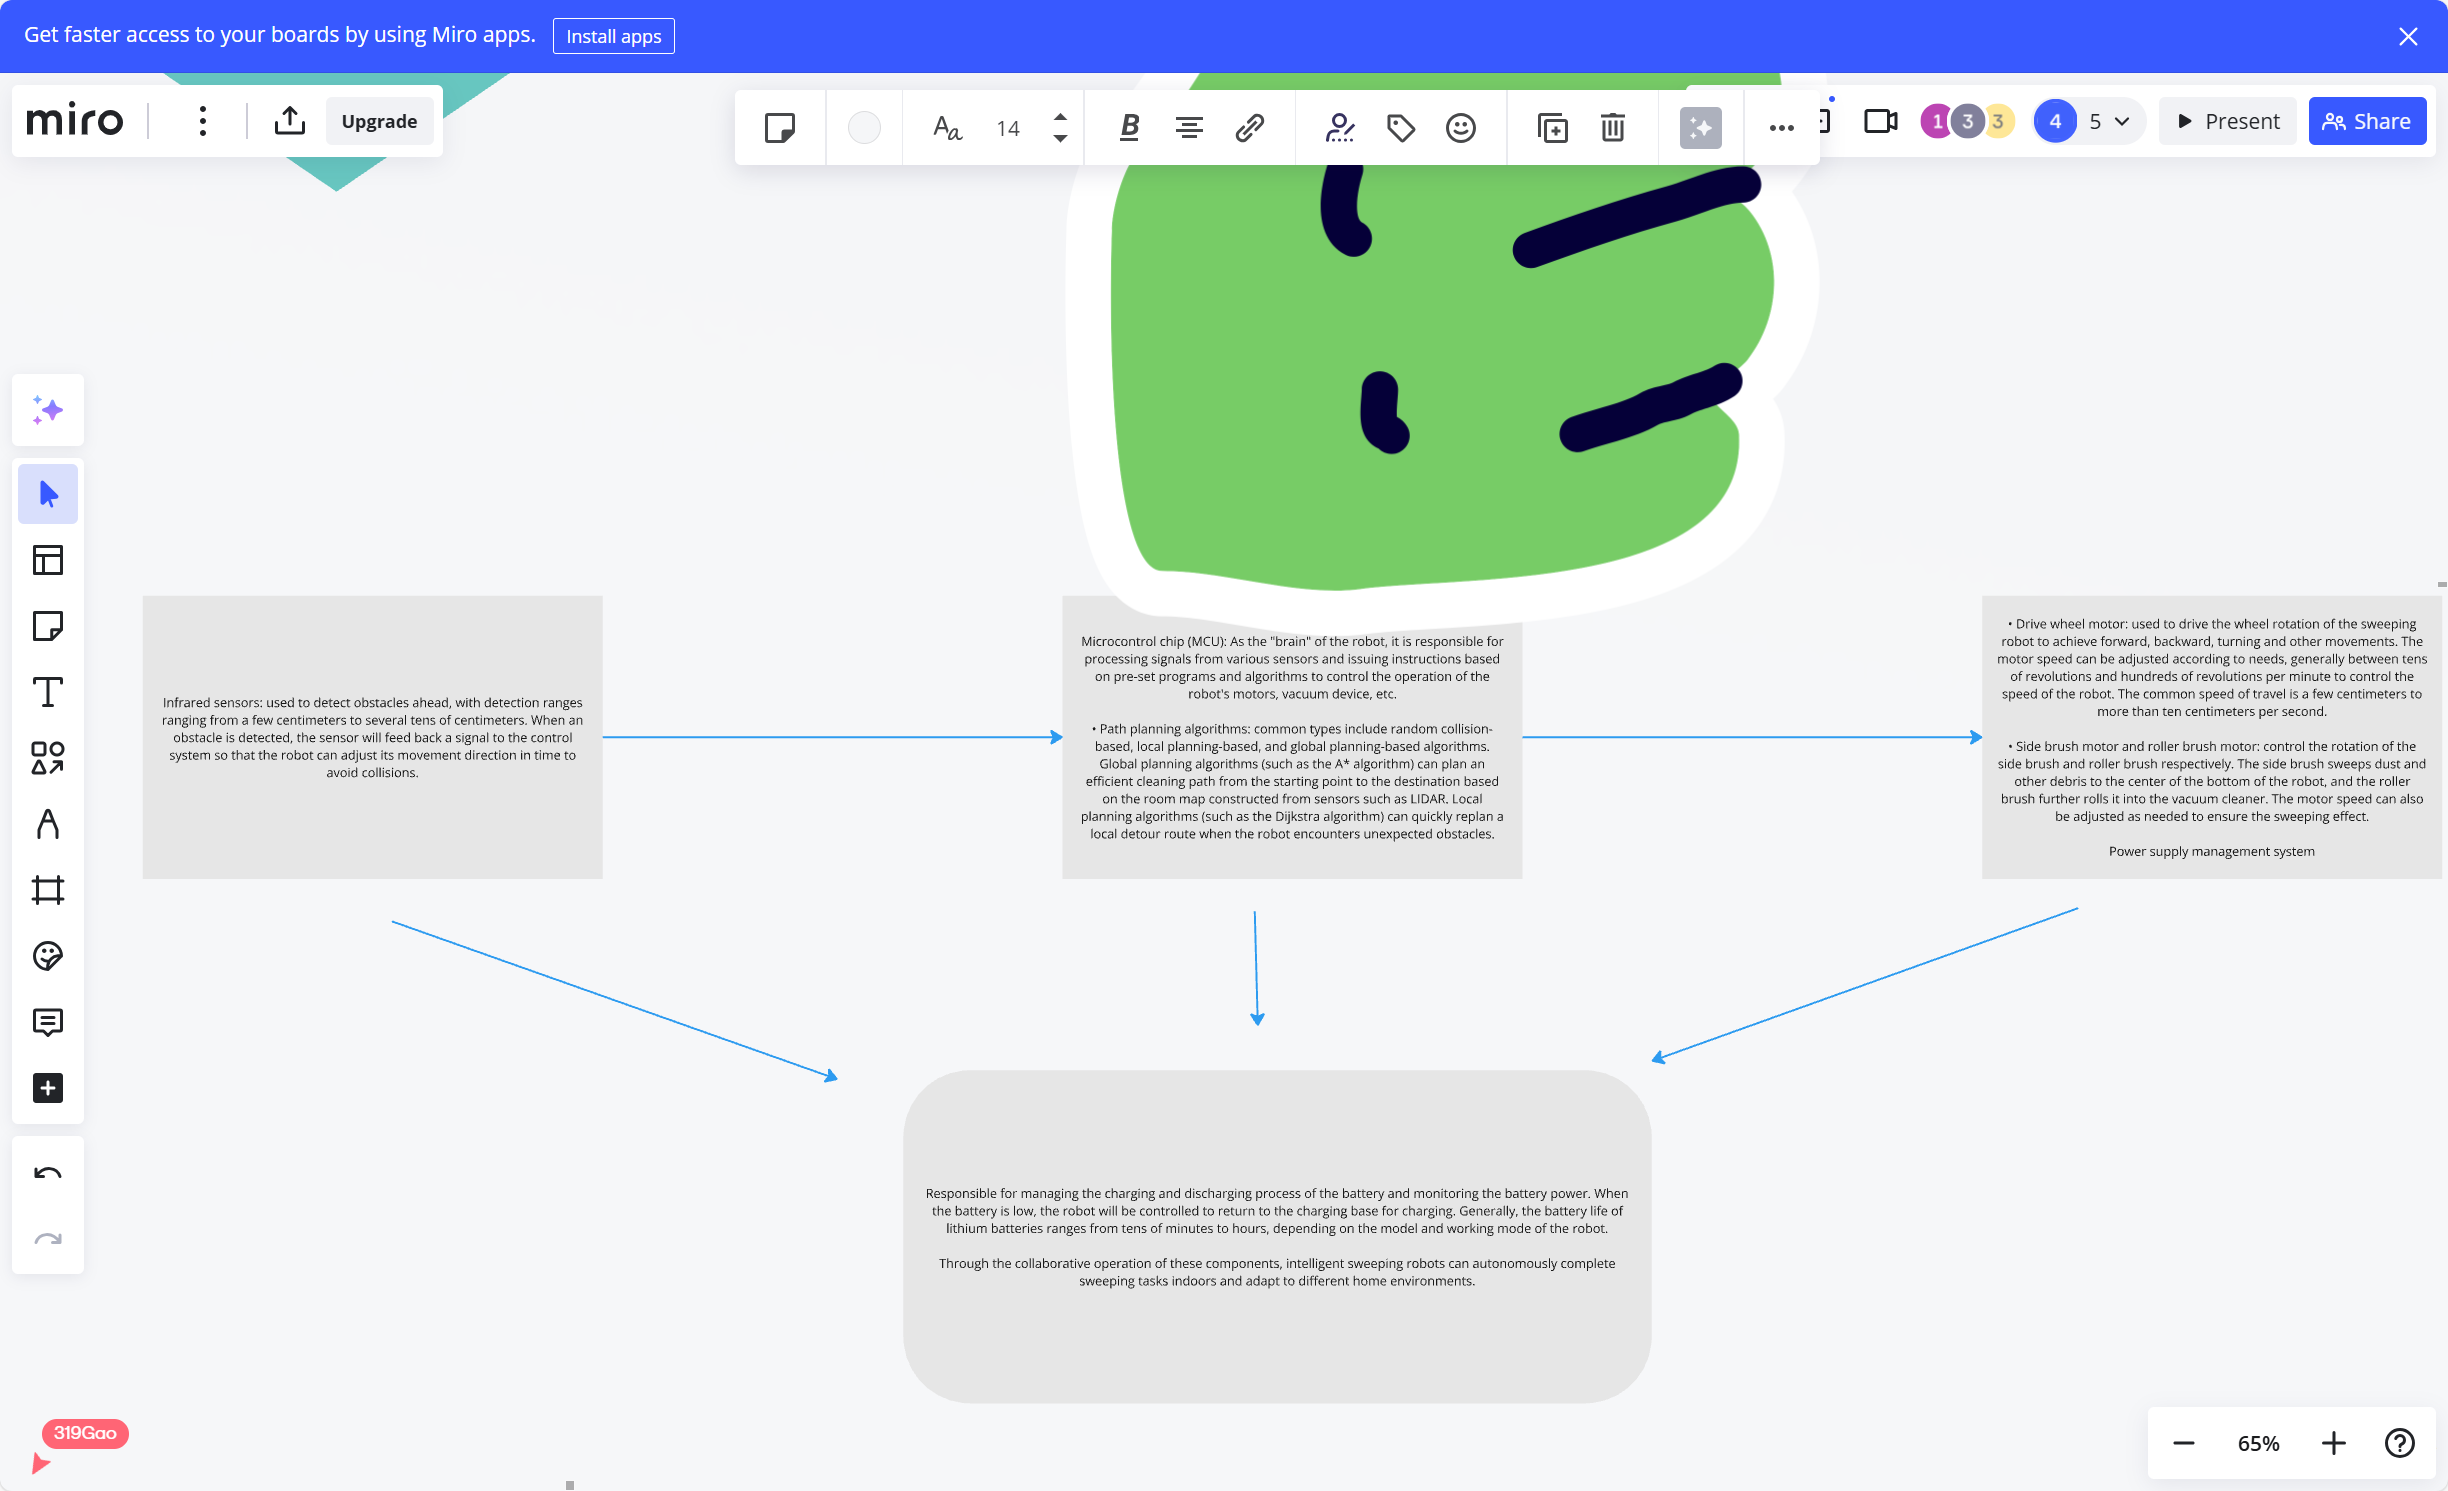 Get faster access to your boards by using Miro apps. Install apps
miro
Upgrade
14
B
1 3 3 4 5
Present
Share
Infrared sensors: used to detect obstacles ahead, with detection ranges
ranging from a few centimeters to several tens of centimeters. When an
obstacle is detected, the sensor will feed back a signal to the control
system so that the robot can adjust its movement direction in time to
avoid collisions.
Microcontrol chip (MCU): As the "brain" of the robot, it is responsible for
processing signals from various sensors and issuing instructions based
on pre-set programs and algorithms to control the operation of the
robot's motors, vacuum device, etc.
• Path planning algorithms: common types include random collision-
based, local planning-based, and global planning-based algorithms.
Global planning algorithms (such as the A* algorithm) can plan an
efficient cleaning path from the starting point to the destination based
on the room map constructed from sensors such as LIDAR. Local
planning algorithms (such as the Dijkstra algorithm) can quickly replan a
local detour route when the robot encounters unexpected obstacles.
• Drive wheel motor: used to drive the wheel rotation of the sweeping
robot to achieve forward, backward, turning and other movements. The
motor speed can be adjusted according to needs, generally between tens
of revolutions and hundreds of revolutions per minute to control the
speed of the robot. The common speed of travel is a few centimeters to
more than ten centimeters per second.
• Side brush motor and roller brush motor: control the rotation of the
side brush and roller brush respectively. The side brush sweeps dust and
other debris to the center of the bottom of the robot, and the roller
brush further rolls it into the vacuum cleaner. The motor speed can also
be adjusted as needed to ensure the sweeping effect.
Power supply management system
Responsible for managing the charging and discharging process of the battery and monitoring the battery power. When
the battery is low, the robot will be controlled to return to the charging base for charging. Generally, the battery life of
lithium batteries ranges from tens of minutes to hours, depending on the model and working mode of the robot.
Through the collaborative operation of these components, intelligent sweeping robots can autonomously complete
sweeping tasks indoors and adapt to different home environments.
319Gao
65%